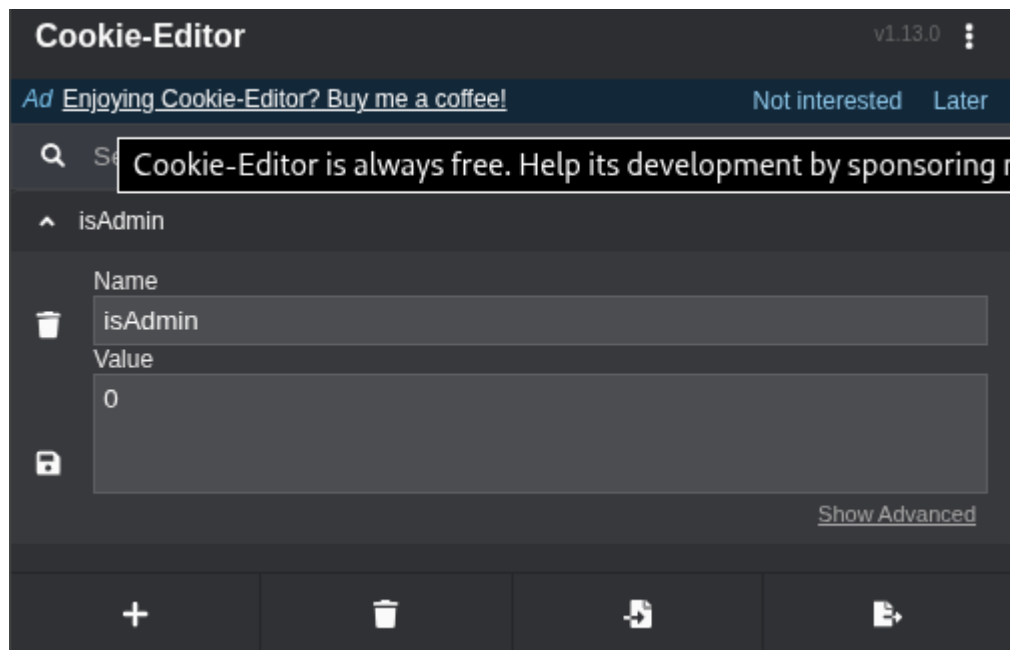 Cookie-Editor v1.13.0
Ad Enjoying Cookie-Editor? Buy me a coffee! Not interested Later
Cookie-Editor is always free. Help its development by sponsoring
isAdmin
Name
isAdmin
Value
0
Show Advanced